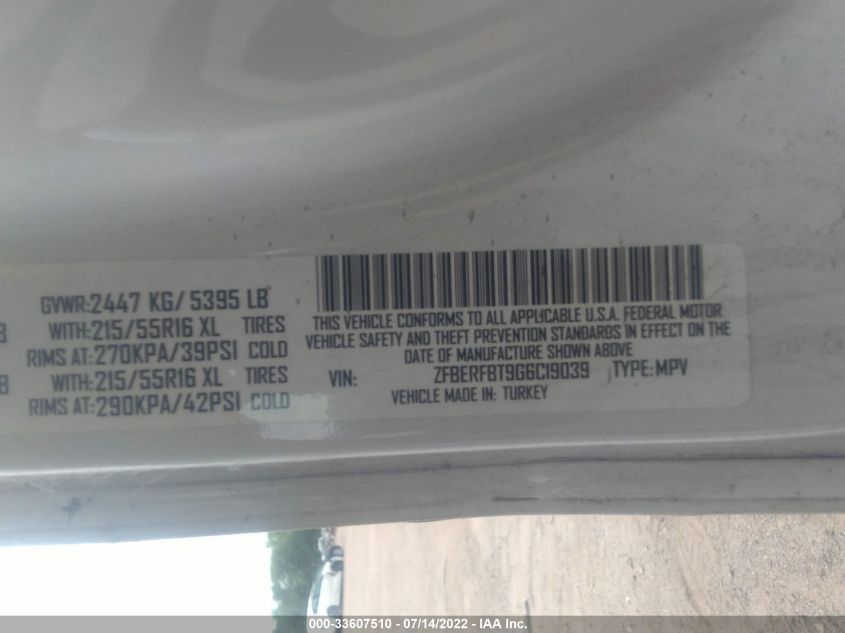 GVWR:2447 KG/ 5395 LB
WITH:215/55R16 XL TIRES
RIMS AT:270KPA/39PSI COLD
WITH:215/55R16 XL TIRES
RIMS AT:290KPA/42PSI COLD
THIS VEHICLE CONFORMS TO ALL APPLICABLE U.S.A. FEDERAL MOTOR
VEHICLE SAFETY AND THEFT PREVENTION STANDARDS IN EFFECT ON THE
DATE OF MANUFACTURE SHOWN ABOVE
VIN: ZFBERFBT9G6C19039 TYPE:MPV
VEHICLE MADE IN: TURKEY
000-33607510 - 07/14/2022 - IAA Inc.